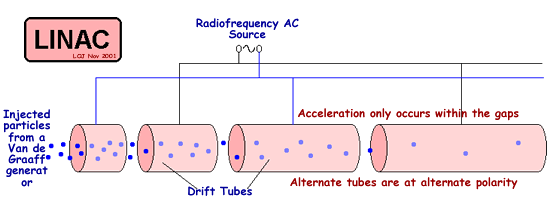 LINAC
LGJ Nov 2001
Radiofrequency AC
Source
Injected
particles
from a
Van de
Graaff
generat
or
Acceleration only occurs within the gaps
Drift Tubes
Alternate tubes are at alternate polarity